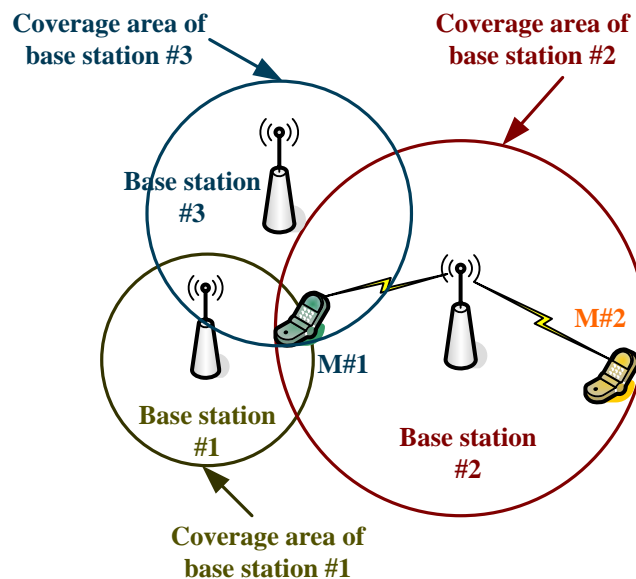 Coverage area of
base station #3
Coverage area of
base station #2
Base station
#3
M#2
M#1
Base station
#1
Base station
#2
Coverage area of
base station #1